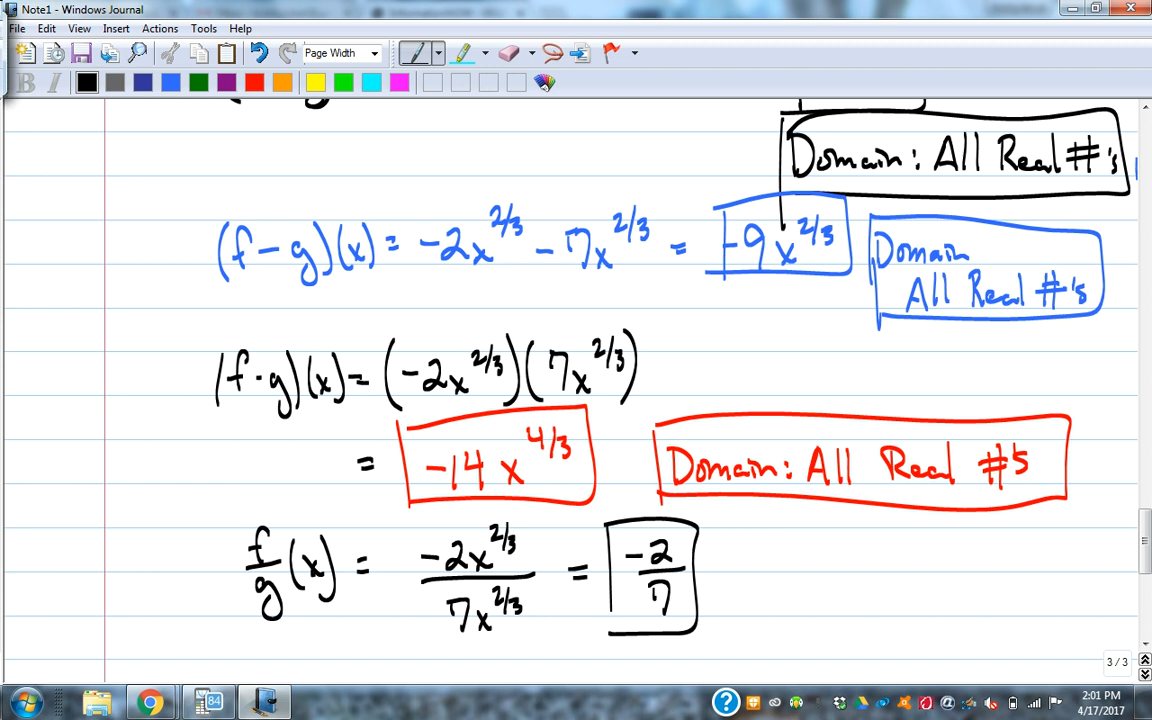 Note1 - Windows Journal
File Edit View Insert Actions Tools Help
Page Width
B I
Domain: All Real #'s
(f-g)(x) = -2x^{2/3} - 7x^{2/3} = -9x^{2/3}
Domain
All Real #'s
(f·g)(x) = (-2x^{2/3})(7x^{2/3})
= -14x^{4/3} Domain: All Real #'s
f/g (x) = -2x^{2/3} / 7x^{2/3} = -2/7
3 / 3
84
2:01 PM
4/17/2017